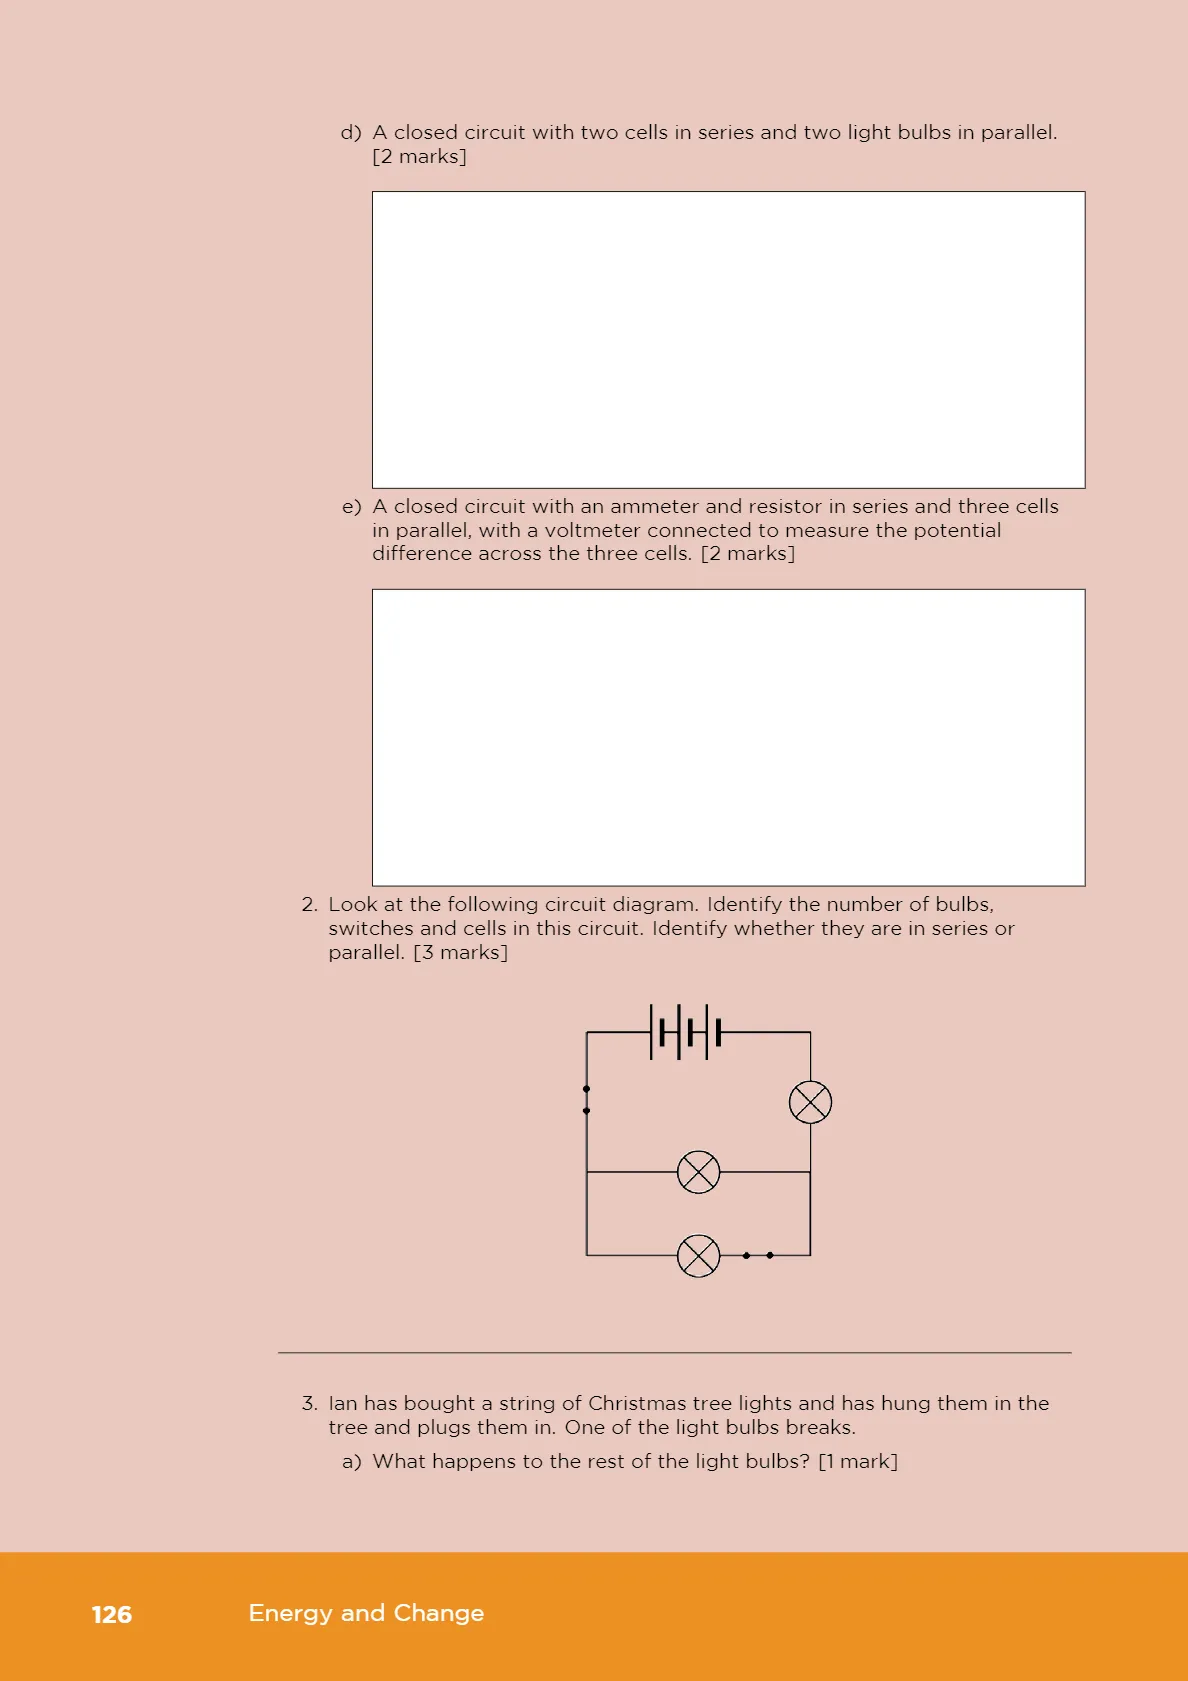 d) A closed circuit with two cells in series and two light bulbs in parallel.
[2 marks]
e) A closed circuit with an ammeter and resistor in series and three cells
in parallel, with a voltmeter connected to measure the potential
difference across the three cells. [2 marks]
2. Look at the following circuit diagram. Identify the number of bulbs,
switches and cells in this circuit. Identify whether they are in series or
parallel. [3 marks]
3. Ian has bought a string of Christmas tree lights and has hung them in the
tree and plugs them in. One of the light bulbs breaks.
a) What happens to the rest of the light bulbs? [1 mark]
126 Energy and Change